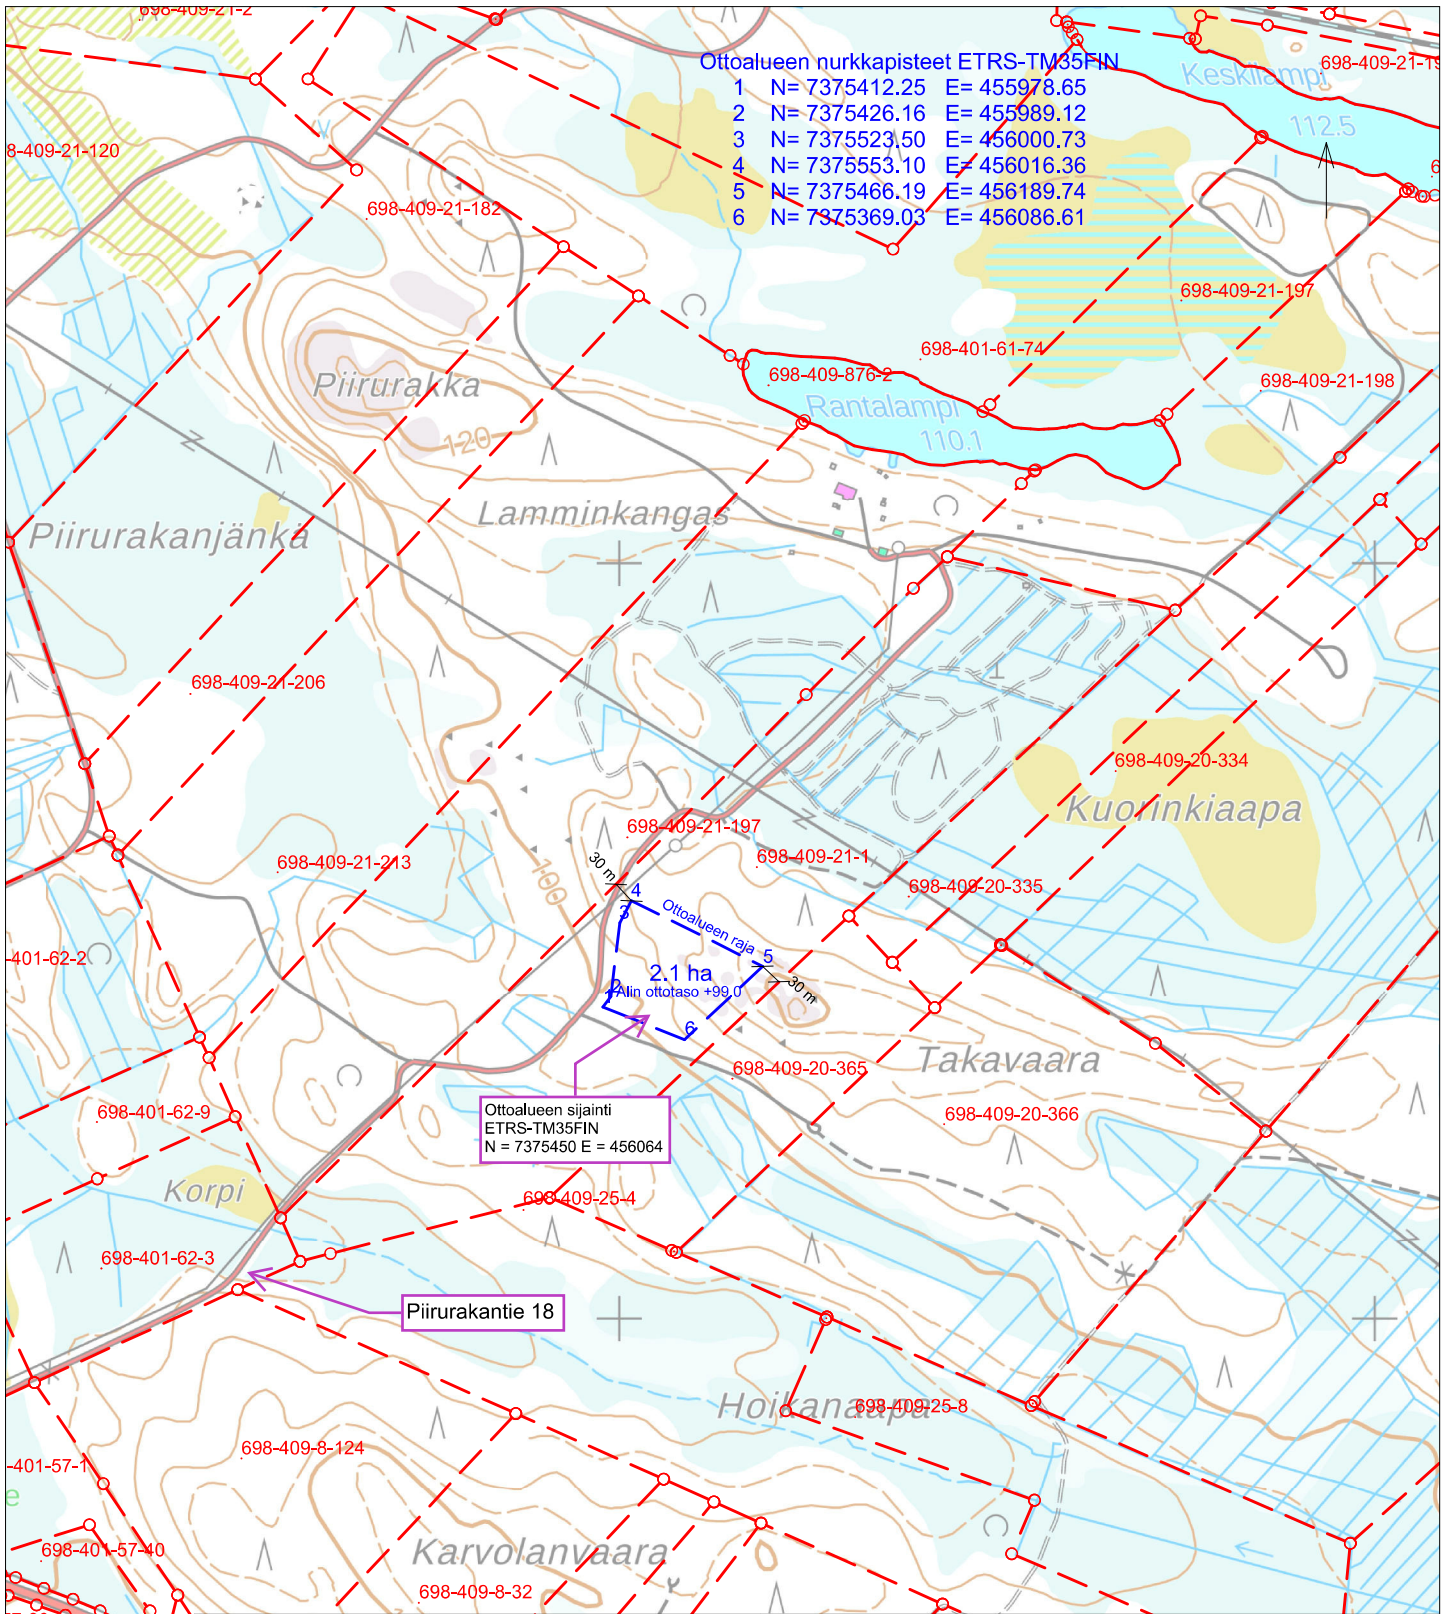 698-409-21-2
Ottoalueen nurkkapisteet ETRS-TM35FIN
1 N= 7375412.25 E= 455978.65
2 N= 7375426.16 E= 455989.12
3 N= 7375523.50 E= 456000.73
4 N= 7375553.10 E= 456016.36
5 N= 7375466.19 E= 456189.74
6 N= 7375369.03 E= 456086.61
Keskilampi
698-409-21-19
112.5
8-409-21-120
698-409-21-182
698-409-21-197
698-401-61-74
698-409-876-2
698-409-21-198
Piirurakka
Rantalampi
110.1
120
Lamminkangas
Piirurakanjänkä
698-409-21-206
698-409-20-334
Kuorinkiaapa
698-409-21-197
698-409-21-1
698-409-21-213
698-409-20-335
100
30 m
4
3
Ottoalueen raja
5
2.1 ha
30 m
2
Alin ottotaso +99.0
1
6
-401-62-2
Takavaara
698-409-20-365
698-409-20-366
698-401-62-9
Ottoalueen sijainti
ETRS-TM35FIN
N = 7375450 E = 456064
Korpi
698-409-25-4
698-401-62-3
Piirurakantie 18
Hoikanaapa
698-409-25-8
698-409-8-124
-401-57-1
e
698-401-57-40
Karvolanvaara
698-409-8-32